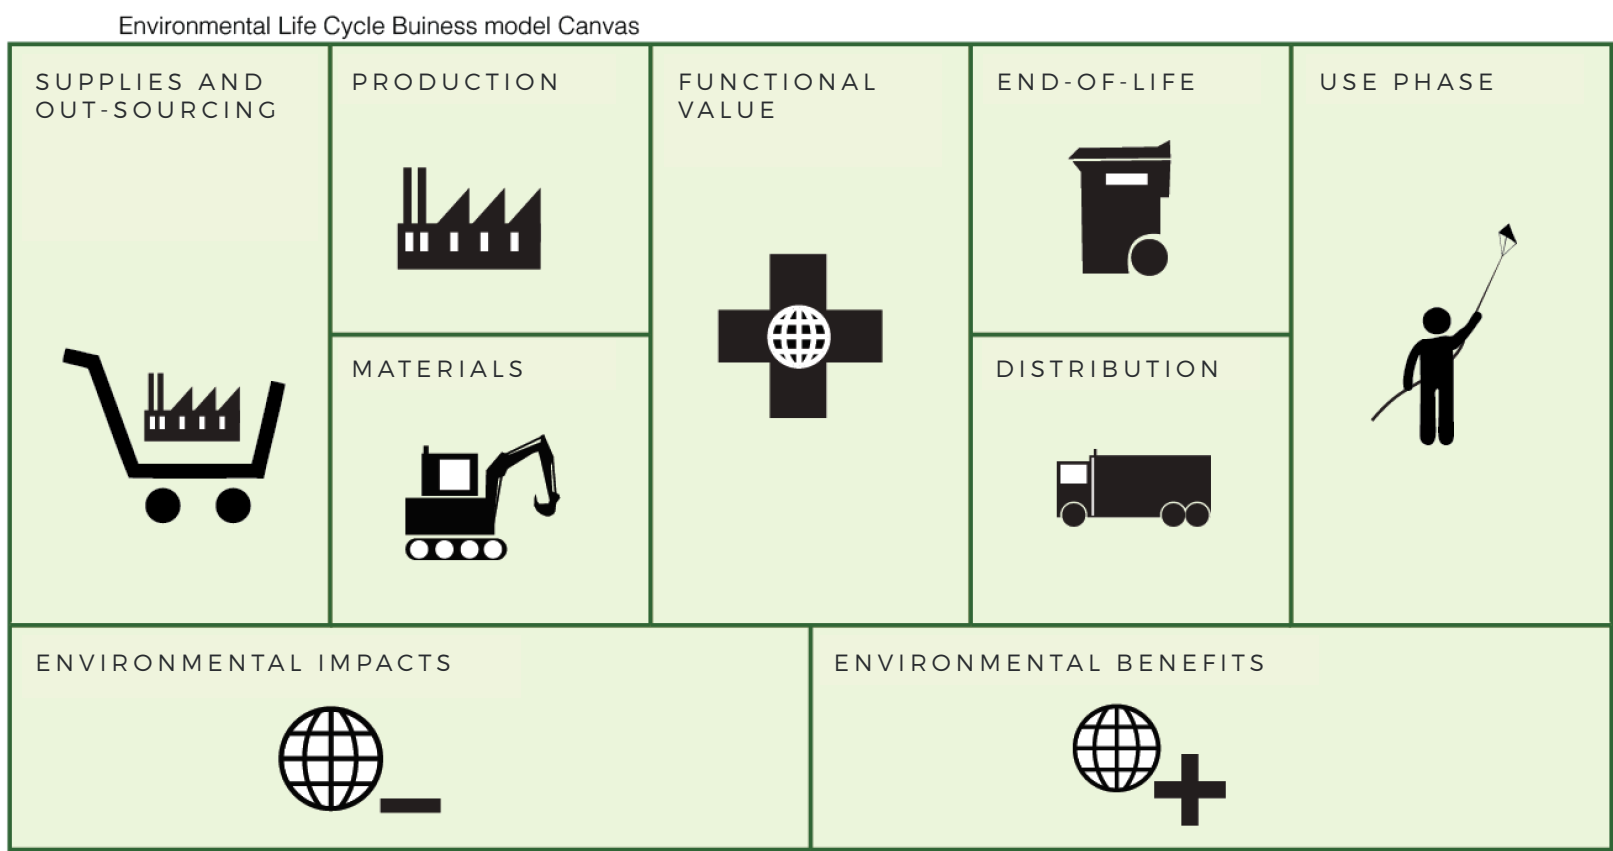 Environmental Life Cycle Buiness model Canvas
SUPPLIES AND
OUT-SOURCING
PRODUCTION
MATERIALS
FUNCTIONAL
VALUE
END-OF-LIFE
DISTRIBUTION
USE PHASE
ENVIRONMENTAL IMPACTS
ENVIRONMENTAL BENEFITS